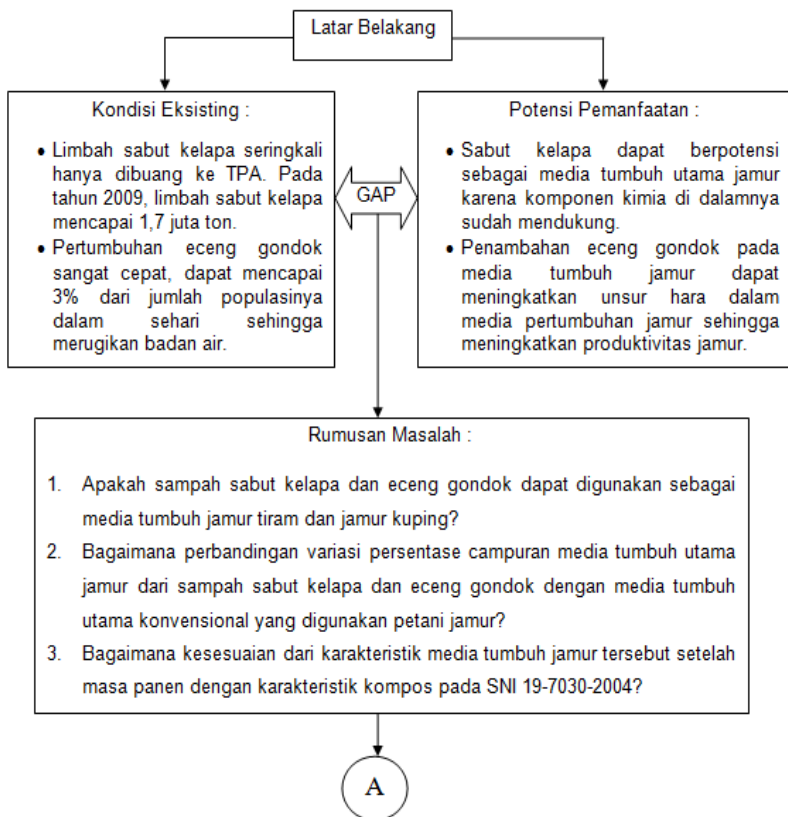 Latar Belakang
Kondisi Eksisting :
• Limbah sabut kelapa seringkali
hanya dibuang ke TPA. Pada
tahun 2009, limbah sabut kelapa
mencapai 1,7 juta ton.
• Pertumbuhan eceng gondok
sangat cepat, dapat mencapai
3% dari jumlah populasinya
dalam sehari sehingga
merugikan badan air.
GAP
Potensi Pemanfaatan :
• Sabut kelapa dapat berpotensi
sebagai media tumbuh utama jamur
karena komponen kimia di dalamnya
sudah mendukung.
• Penambahan eceng gondok pada
media tumbuh jamur dapat
meningkatkan unsur hara dalam
media pertumbuhan jamur sehingga
meningkatkan produktivitas jamur.
Rumusan Masalah :
1. Apakah sampah sabut kelapa dan eceng gondok dapat digunakan sebagai
media tumbuh jamur tiram dan jamur kuping?
2. Bagaimana perbandingan variasi persentase campuran media tumbuh utama
jamur dari sampah sabut kelapa dan eceng gondok dengan media tumbuh
utama konvensional yang digunakan petani jamur?
3. Bagaimana kesesuaian dari karakteristik media tumbuh jamur tersebut setelah
masa panen dengan karakteristik kompos pada SNI 19-7030-2004?
A